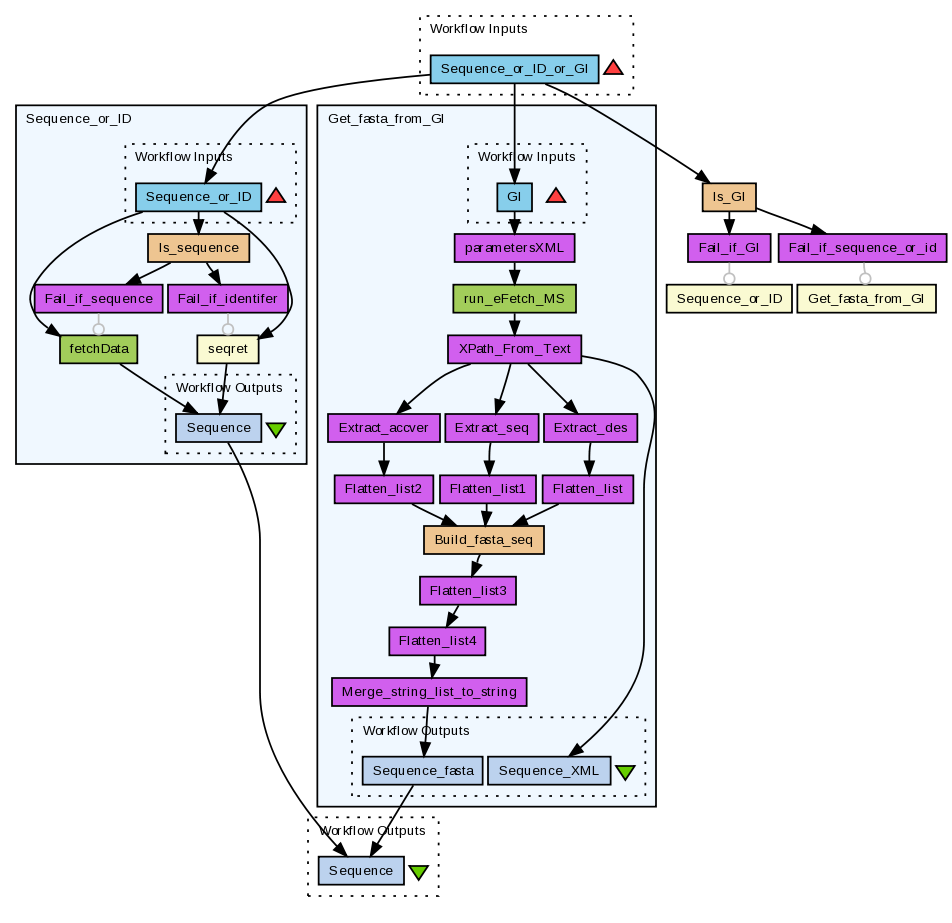 Workflow Inputs
Sequence_or_ID_or_GI
Sequence_or_ID
Workflow Inputs
Sequence_or_ID
Is_sequence
Fail_if_sequence
Fail_if_identifer
fetchData
seqret
Workflow Outputs
Sequence
Get_fasta_from_GI
Workflow Inputs
GI
parametersXML
run_eFetch_MS
XPath_From_Text
Extract_accver
Extract_seq
Extract_des
Flatten_list2
Flatten_list1
Flatten_list
Build_fasta_seq
Flatten_list3
Flatten_list4
Merge_string_list_to_string
Workflow Outputs
Sequence_fasta
Sequence_XML
Is_GI
Fail_if_GI
Fail_if_sequence_or_id
Sequence_or_ID
Get_fasta_from_GI
Workflow Outputs
Sequence